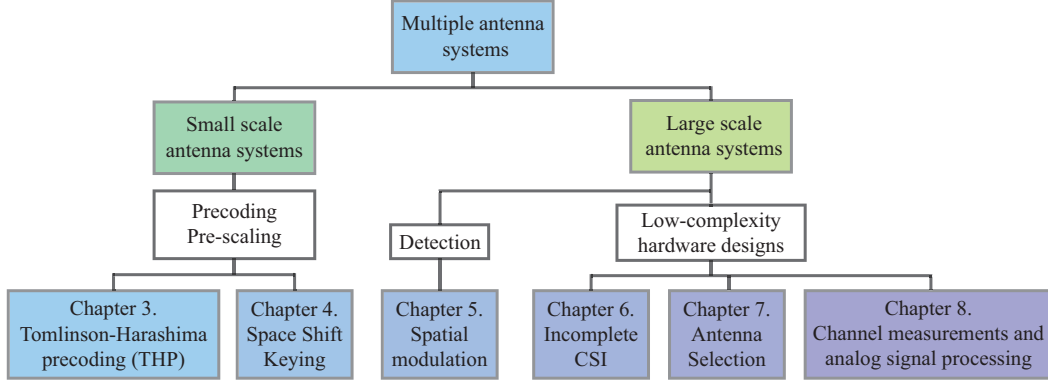 Multiple antenna
systems
Small scale
antenna systems
Large scale
antenna systems
Precoding
Pre-scaling
Detection
Low-complexity
hardware designs
Chapter 3.
Tomlinson-Harashima
precoding (THP)
Chapter 4.
Space Shift
Keying
Chapter 5.
Spatial
modulation
Chapter 6.
Incomplete
CSI
Chapter 7.
Antenna
Selection
Chapter 8.
Channel measurements and
analog signal processing